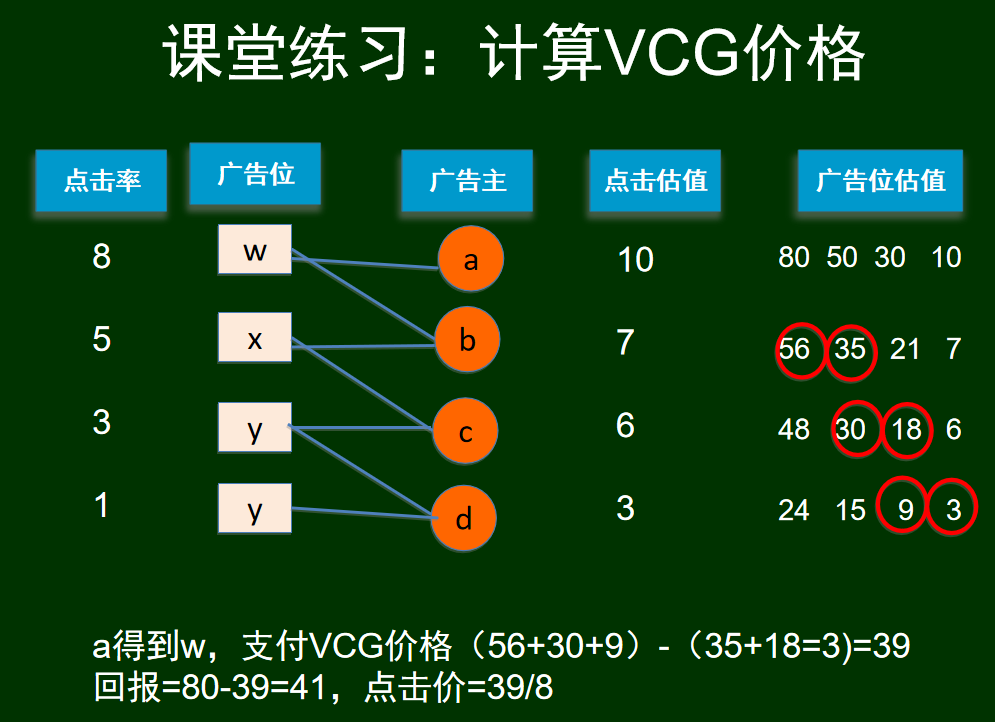 课堂练习：计算VCG价格
点击率 广告位 广告主 点击估值 广告位估值
8 w a 10 80 50 30 10
5 x b 7 56 35 21 7
3 y c 6 48 30 18 6
1 y d 3 24 15 9 3
a得到w，支付VCG价格（56+30+9）-（35+18=3)=39
回报=80-39=41，点击价=39/8